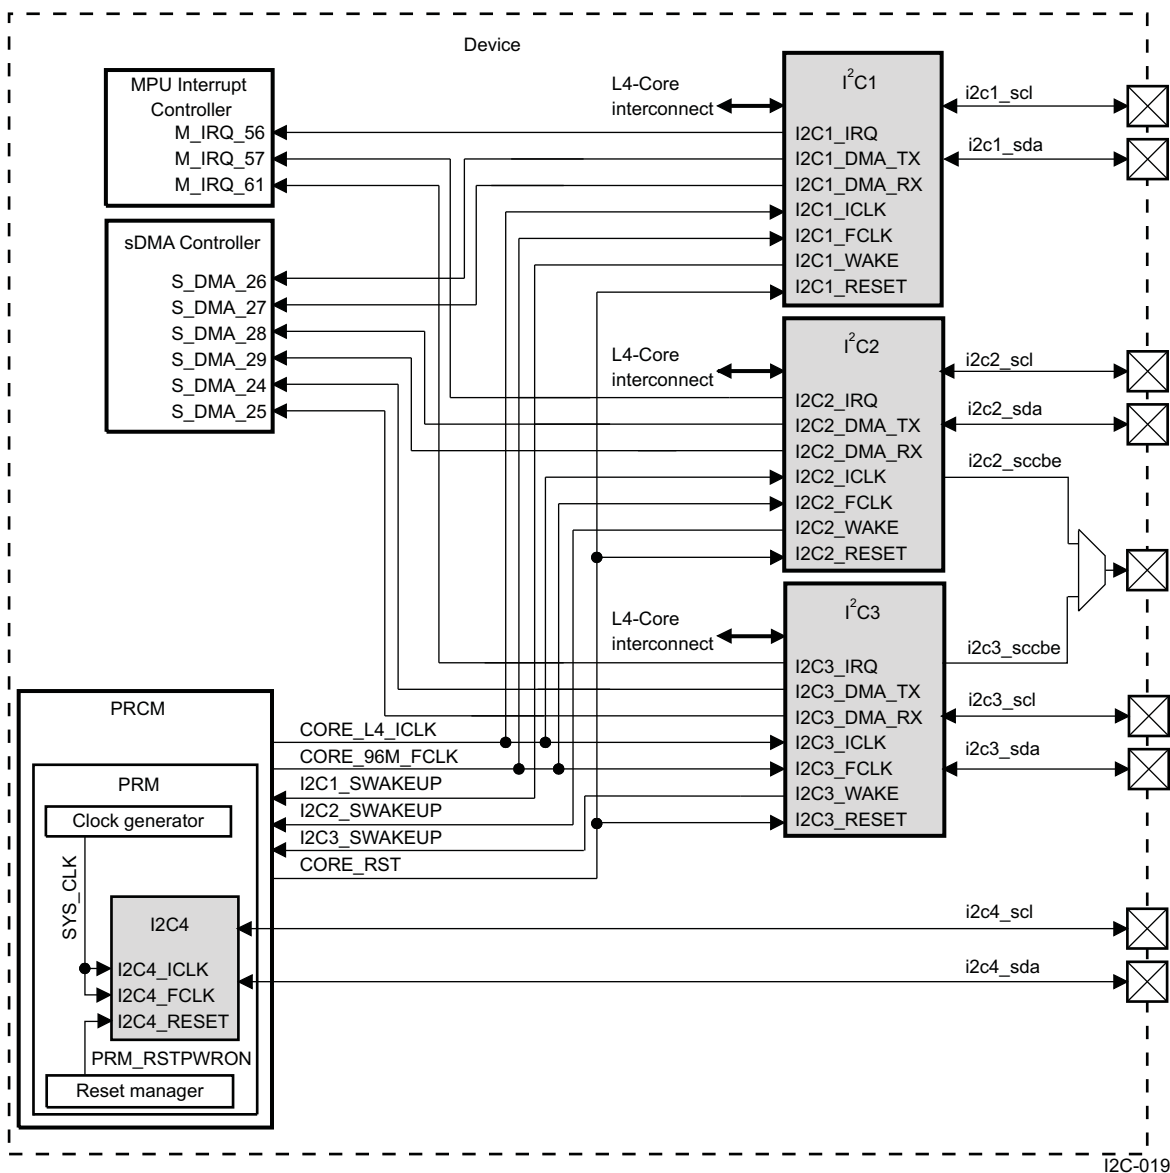 Device
MPU Interrupt
Controller
M_IRQ_56
M_IRQ_57
M_IRQ_61
sDMA Controller
S_DMA_26
S_DMA_27
S_DMA_28
S_DMA_29
S_DMA_24
S_DMA_25
L4-Core
interconnect
I²C1
I2C1_IRQ
I2C1_DMA_TX
I2C1_DMA_RX
I2C1_ICLK
I2C1_FCLK
I2C1_WAKE
I2C1_RESET
i2c1_scl
i2c1_sda
L4-Core
interconnect
I²C2
I2C2_IRQ
I2C2_DMA_TX
I2C2_DMA_RX
I2C2_ICLK
I2C2_FCLK
I2C2_WAKE
I2C2_RESET
i2c2_scl
i2c2_sda
i2c2_sccbe
L4-Core
interconnect
I²C3
I2C3_IRQ
I2C3_DMA_TX
I2C3_DMA_RX
I2C3_ICLK
I2C3_FCLK
I2C3_WAKE
I2C3_RESET
i2c3_sccbe
i2c3_scl
i2c3_sda
PRCM
CORE_L4_ICLK
CORE_96M_FCLK
I2C1_SWAKEUP
I2C2_SWAKEUP
I2C3_SWAKEUP
CORE_RST
PRM
Clock generator
SYS_CLK
I2C4
I2C4_ICLK
I2C4_FCLK
I2C4_RESET
PRM_RSTPWRON
Reset manager
i2c4_scl
i2c4_sda
I2C-019